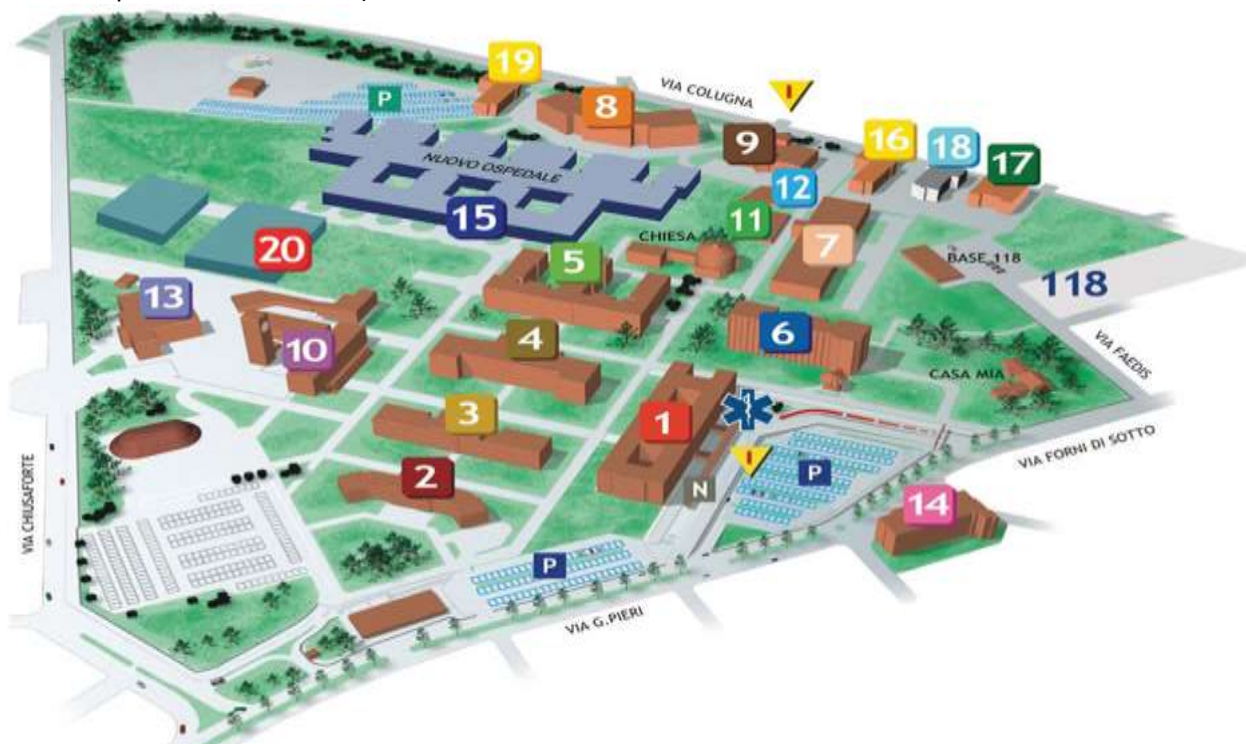 19
VIA COLUGNA
I
P
8
9
16
18
17
NUOVO OSPEDALE
12
15
11
CHIESA
7
20
5
BASE 118
118
13
10
4
6
VIA FAEDIS
CASA MIA
3
1
VIA CHIUSAFORTE
2
I
P
VIA FORNI DI SOTTO
N
14
P
VIA G.PIERI